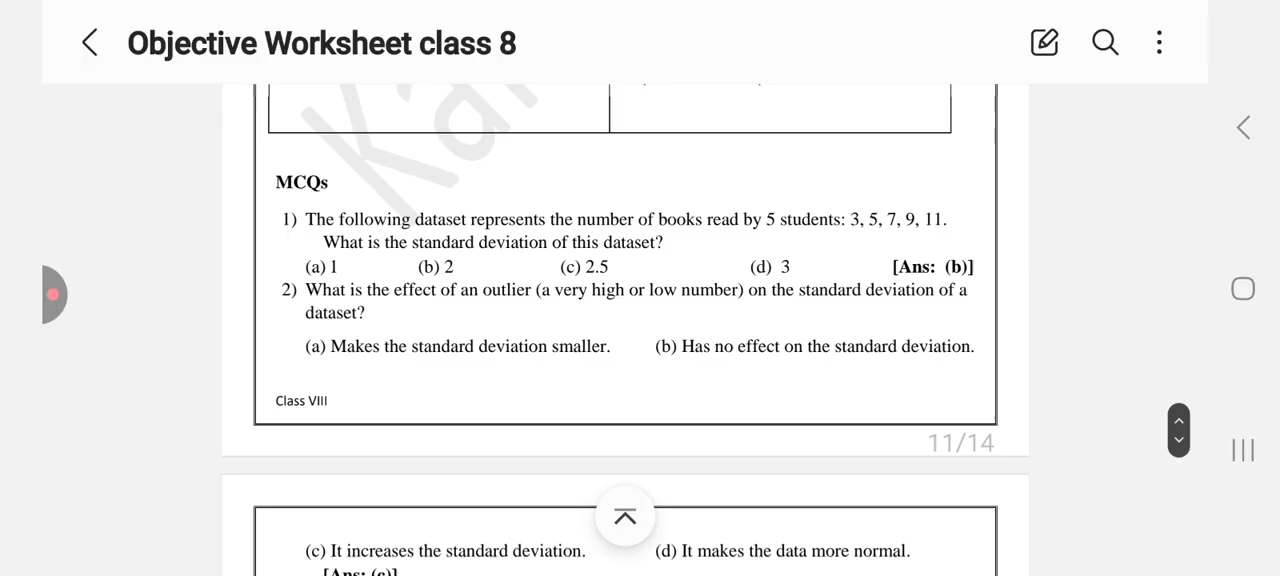 Objective Worksheet class 8
MCQs
1) The following dataset represents the number of books read by 5 students: 3, 5, 7, 9, 11.
What is the standard deviation of this dataset?
(a) 1 (b) 2 (c) 2.5 (d) 3 [Ans: (b)]
2) What is the effect of an outlier (a very high or low number) on the standard deviation of a
dataset?
(a) Makes the standard deviation smaller. (b) Has no effect on the standard deviation.
Class VIII
11/14
(c) It increases the standard deviation. (d) It makes the data more normal.
[Ans: (c)]